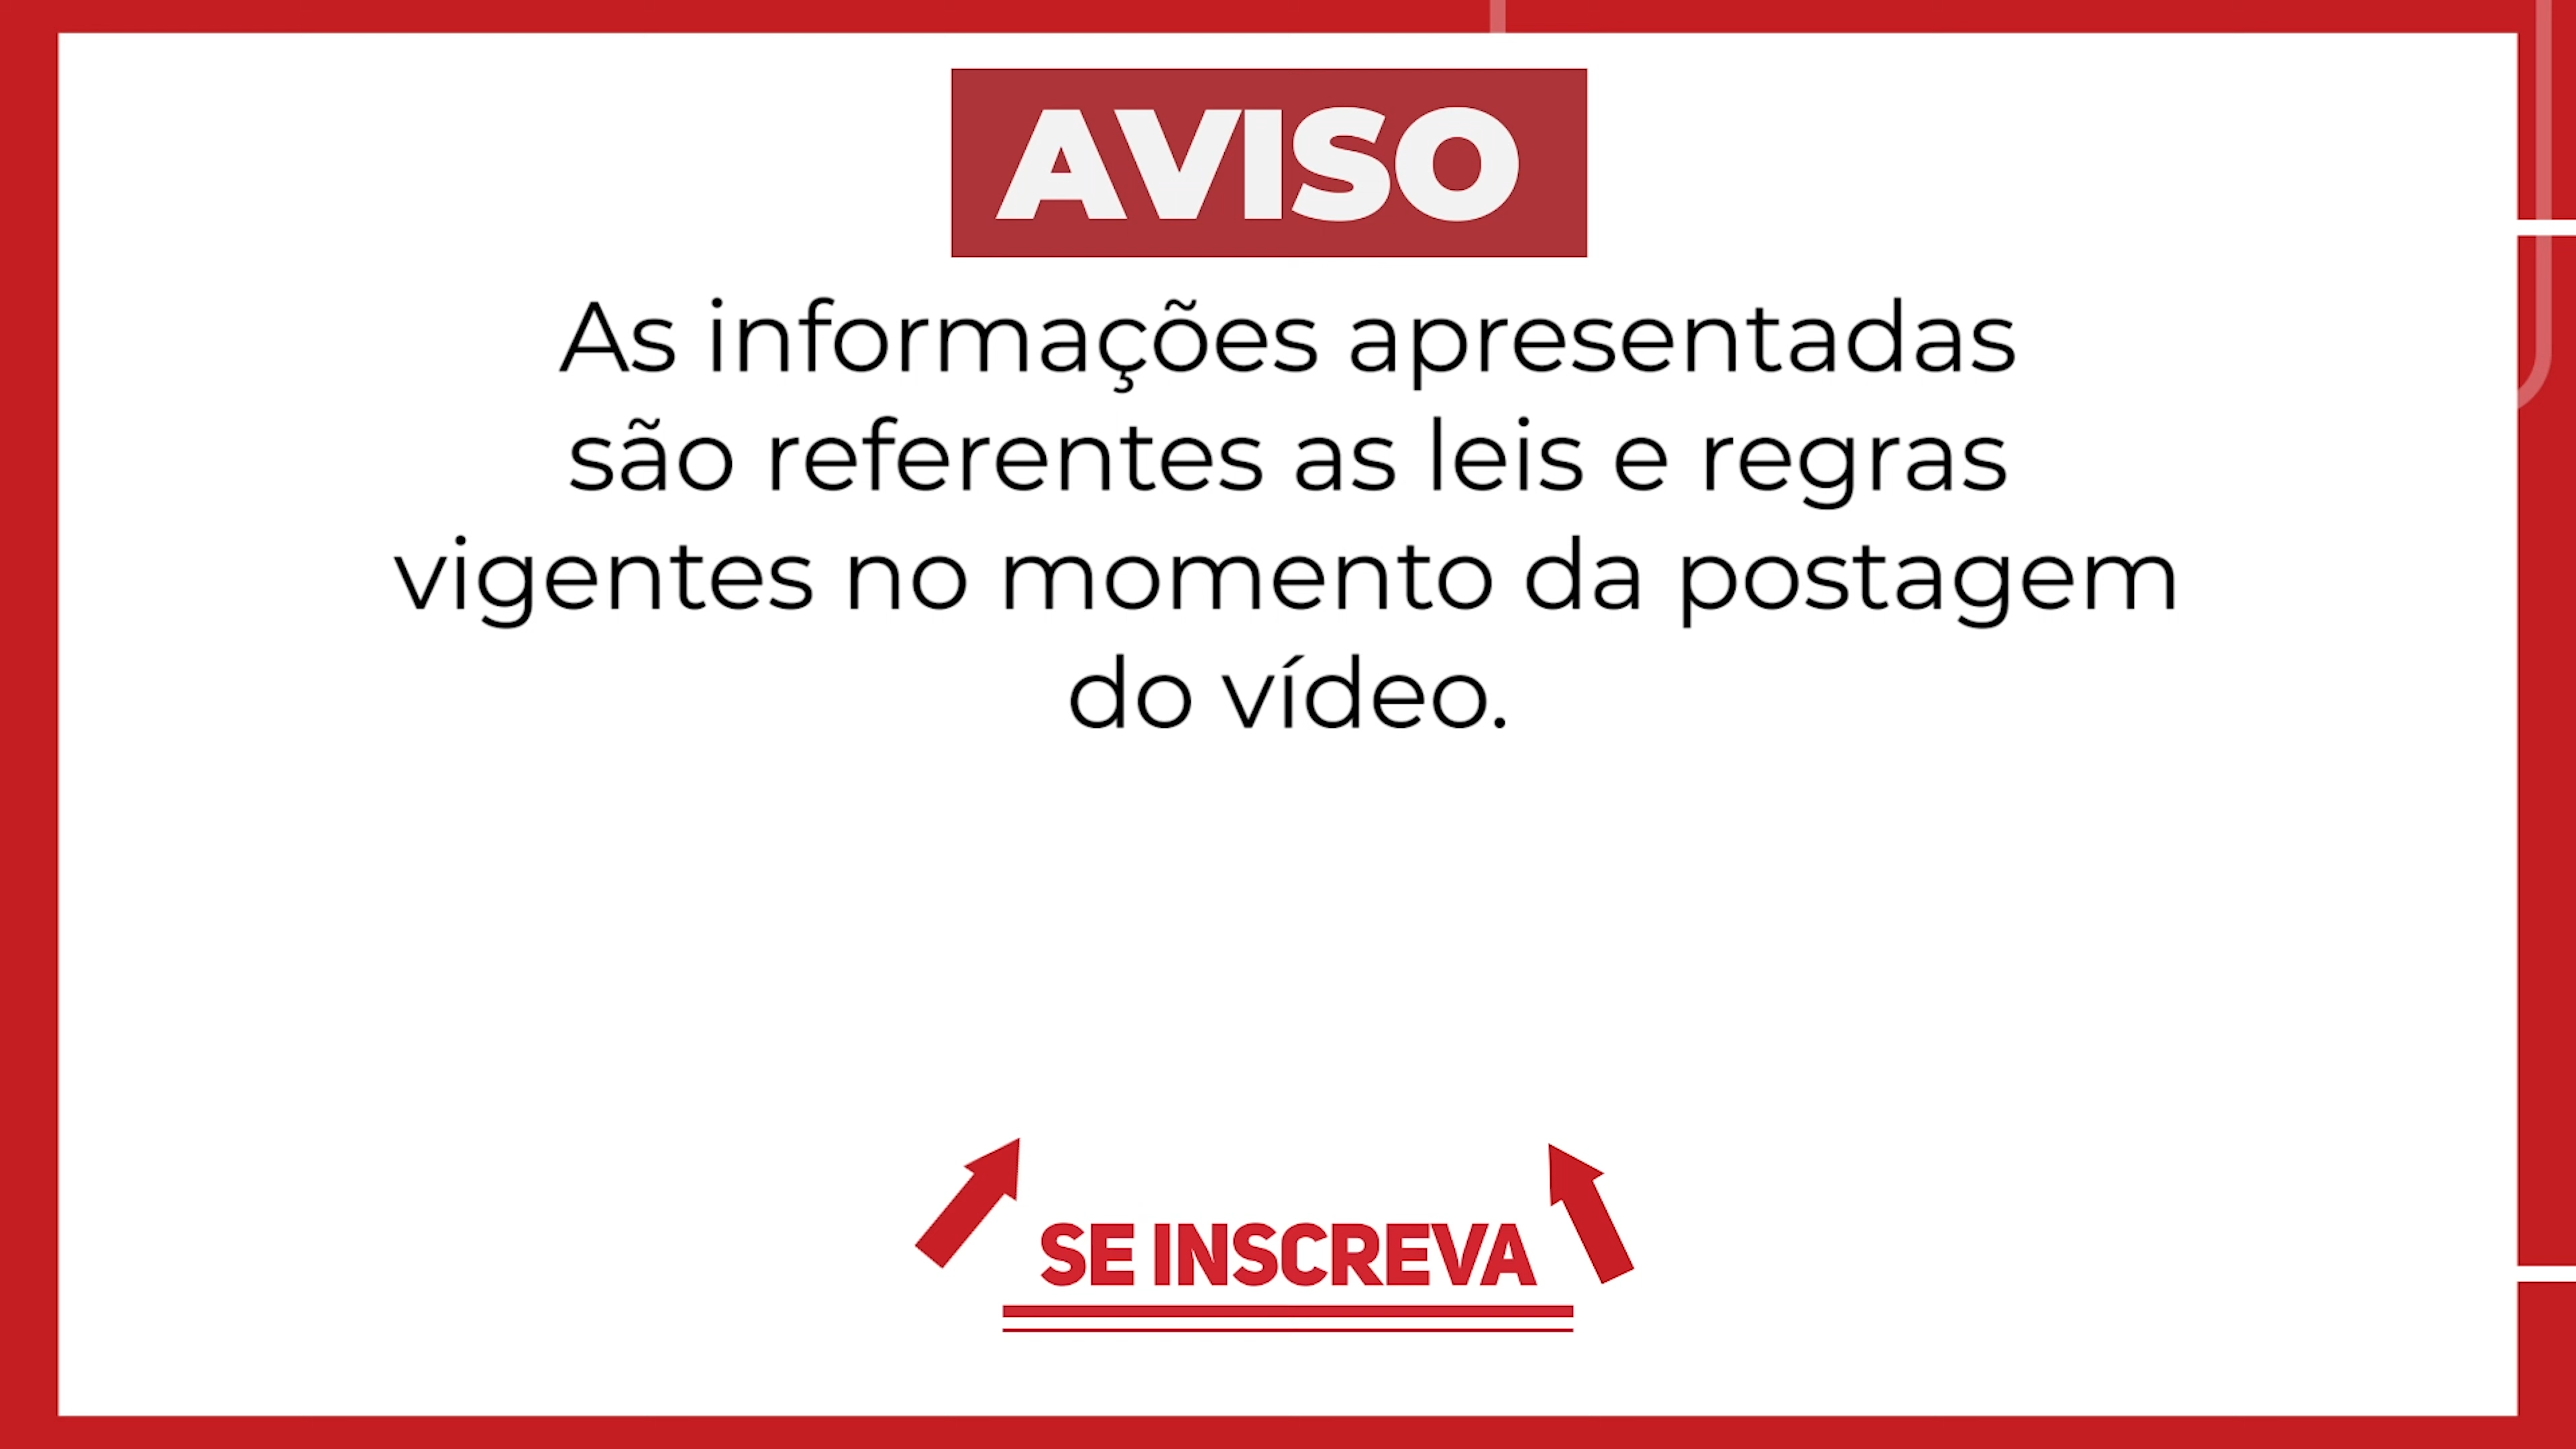 AVISO
As informações apresentadas
são referentes as leis e regras
vigentes no momento da postagem
do vídeo.
SE INSCREVA